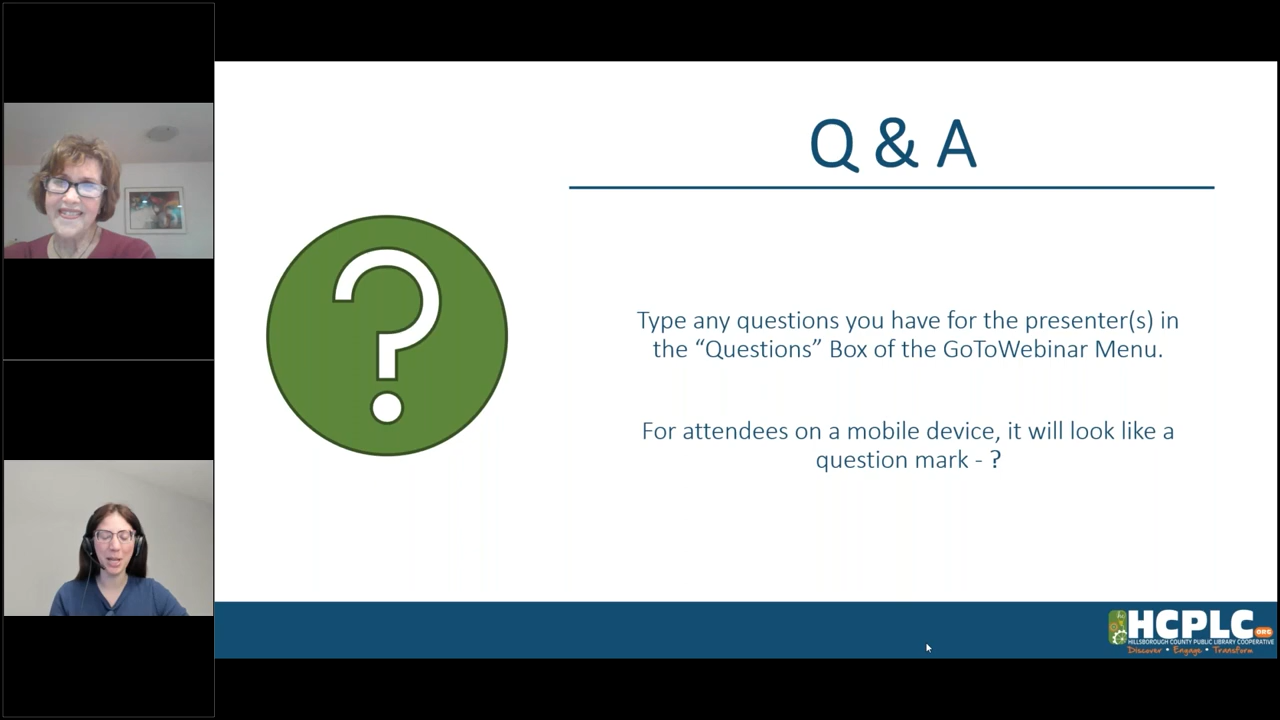 Q & A
Type any questions you have for the presenter(s) in
the “Questions” Box of the GoToWebinar Menu.
For attendees on a mobile device, it will look like a
question mark - ?
HCPLC
ORG
HILLSBOROUGH COUNTY PUBLIC LIBRARY COOPERATIVE
Discover • Engage • Transform